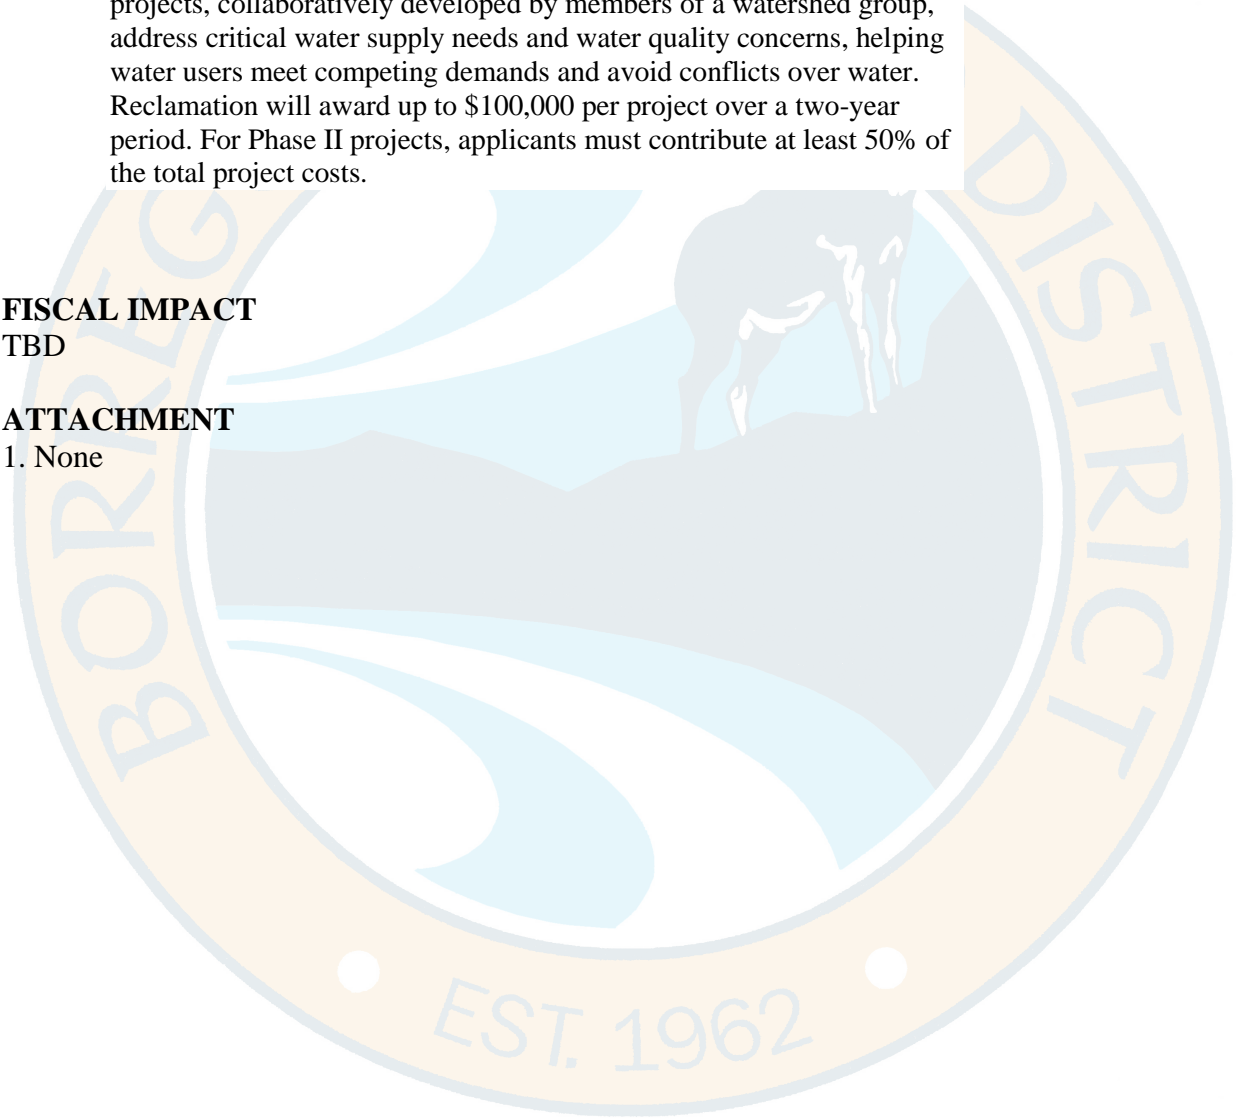 projects, collaboratively developed by members of a watershed group,
address critical water supply needs and water quality concerns, helping
water users meet competing demands and avoid conflicts over water.
Reclamation will award up to $100,000 per project over a two-year
period. For Phase II projects, applicants must contribute at least 50% of
the total project costs.
FISCAL IMPACT
TBD
ATTACHMENT
1. None
BORREG
DISTRICT
EST. 1962